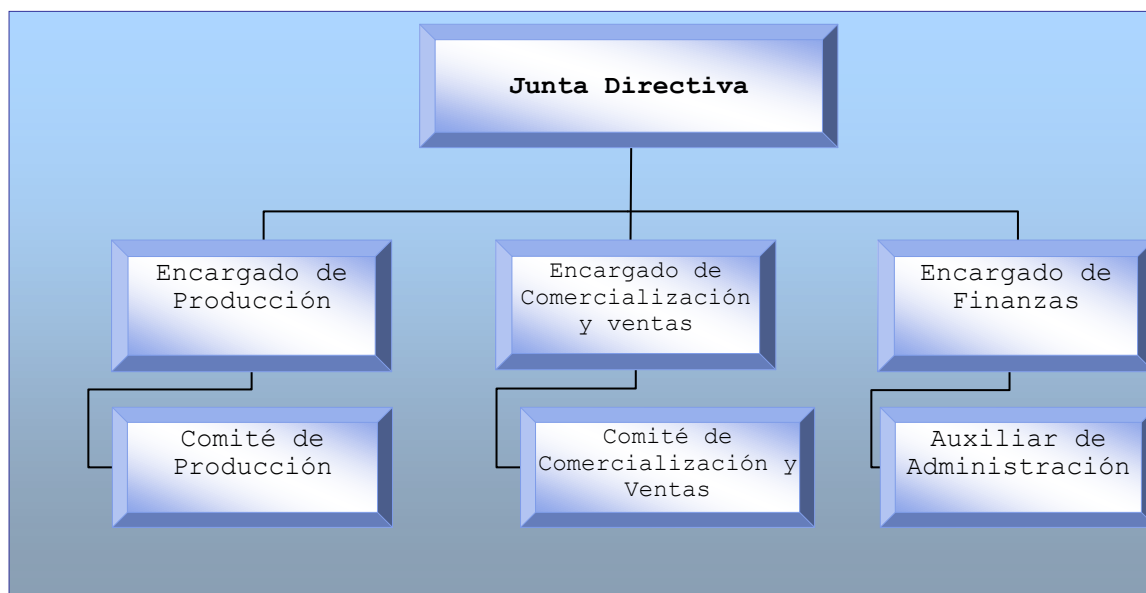 Junta Directiva
Encargado de
Producción
Encargado de
Comercialización
y ventas
Encargado de
Finanzas
Comité de
Producción
Comité de
Comercialización y
Ventas
Auxiliar de
Administración